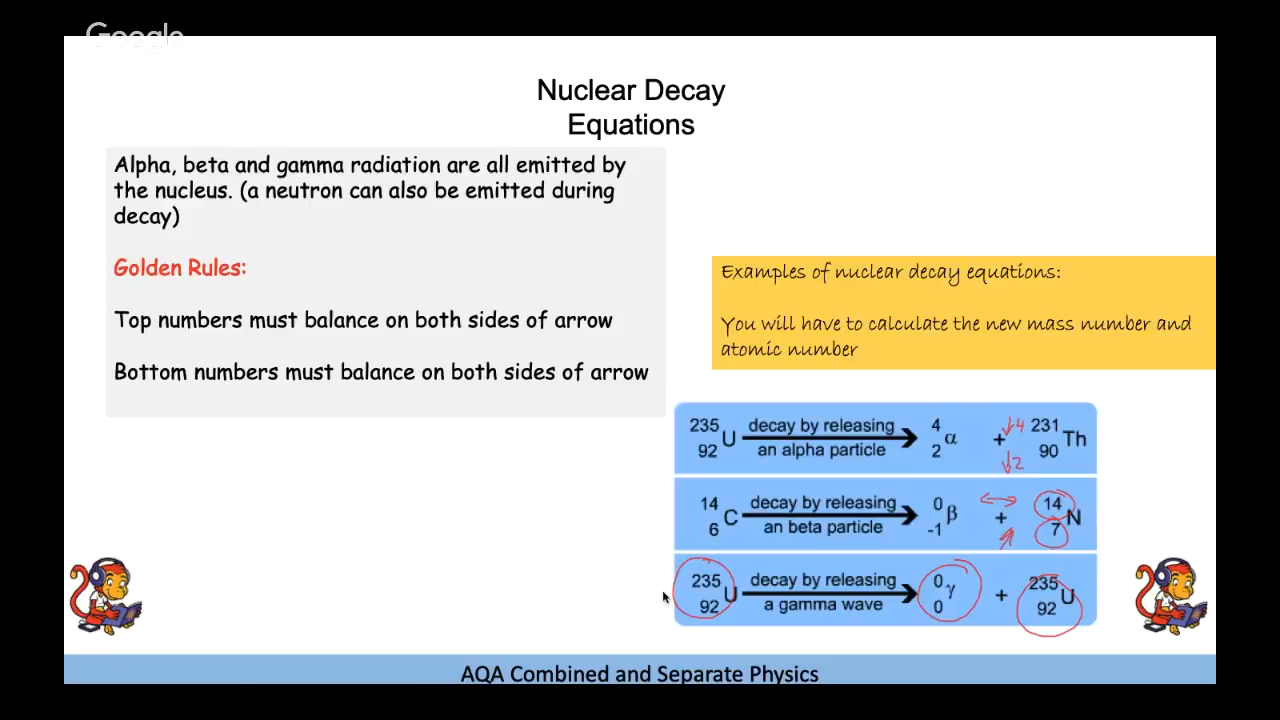 Google
Nuclear Decay
Equations
Alpha, beta and gamma radiation are all emitted by
the nucleus. (a neutron can also be emitted during
decay)
Golden Rules:
Top numbers must balance on both sides of arrow
Bottom numbers must balance on both sides of arrow
Examples of nuclear decay equations:
You will have to calculate the new mass number and
atomic number
235 decay by releasing 4 ↓4 231
92 U an alpha particle 2 α + ↓2 90 Th
14 decay by releasing 0 14
6 C an beta particle -1 β + 7 N
235 decay by releasing 0 235
92 U a gamma wave 0 γ + 92 U
AQA Combined and Separate Physics